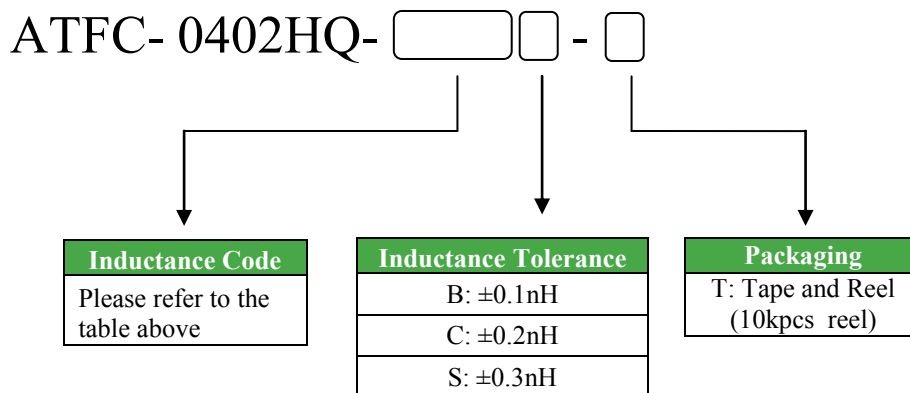 ATFC- 0402HQ- -
Inductance Code
Please refer to the
table above
Inductance Tolerance
B: ±0.1nH
C: ±0.2nH
S: ±0.3nH
Packaging
T: Tape and Reel
(10kpcs reel)